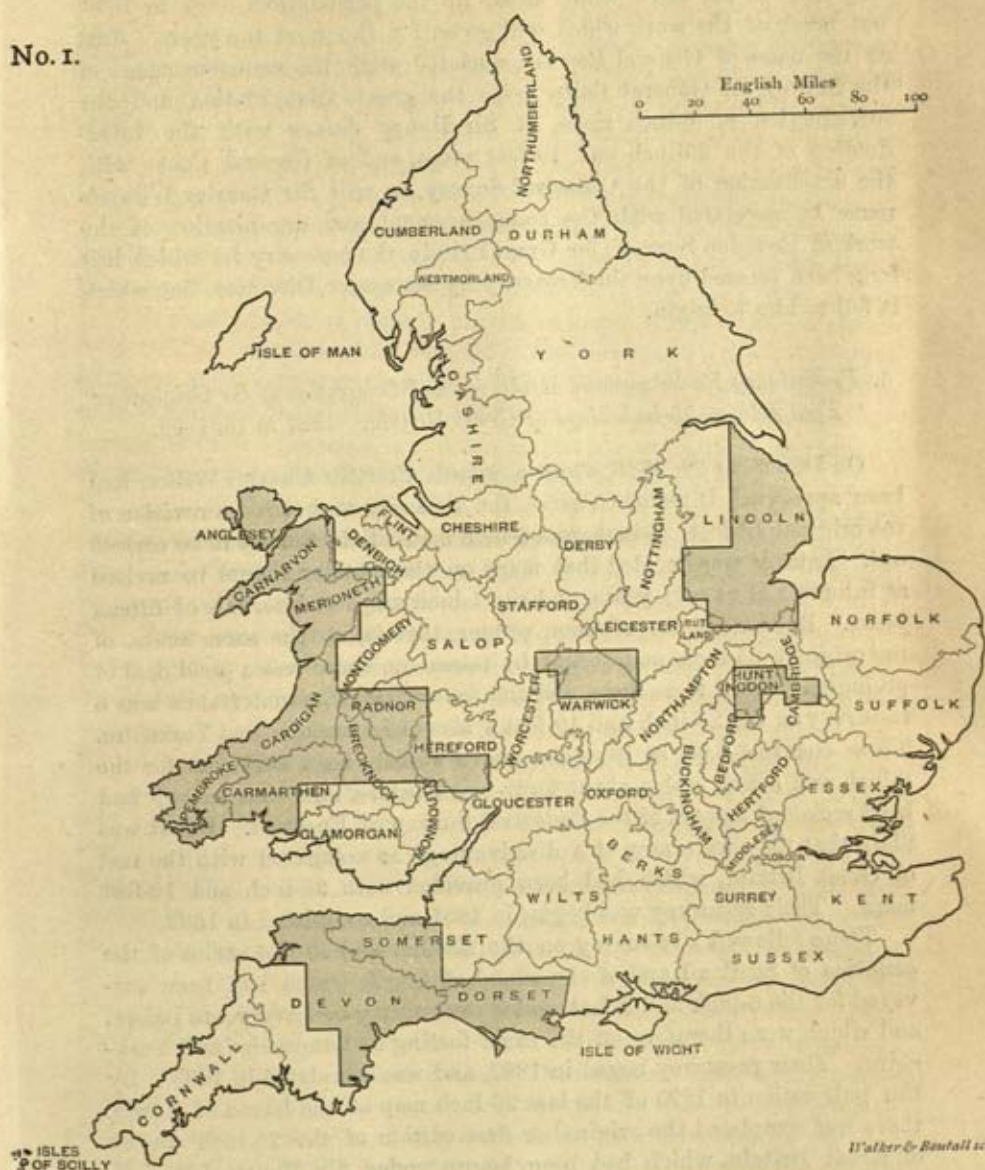 No. 1.
English Miles
0 20 40 60 80 100
NORTHUMBERLAND
CUMBERLAND
DURHAM
WESTMORLAND
ISLE OF MAN
YORK
CASHIRE
ANGLESEY
FLINT
DENBIGH
CARNARVON
MERIONETH
CHESHIRE
DERBY
NOTTINGHAM
LINCOLN
STAFFORD
LEICESTER
RUTLAND
NORFOLK
MONTGOMERY
SALOP
CARDIGAN
RADNOR
WORCESTER
WARWICK
NORTHAMPTON
HUNTINGDON
CAMBRIDGE
SUFFOLK
BRECKNOCK
HEREFORD
BEDFORD
PEMBROKE
CARMARTHEN
GLAMORGAN
MONMOUTH
GLOUCESTER
OXFORD
BUCKINGHAM
HERTFORD
ESSEX
MIDDLESEX
LONDON
BERKS
WILTS
SURREY
KENT
SOMERSET
HANTS
SUSSEX
DEVON
DORSET
ISLE OF WIGHT
CORNWALL
ISLES
OF SCILLY
Walker & Boutall sc